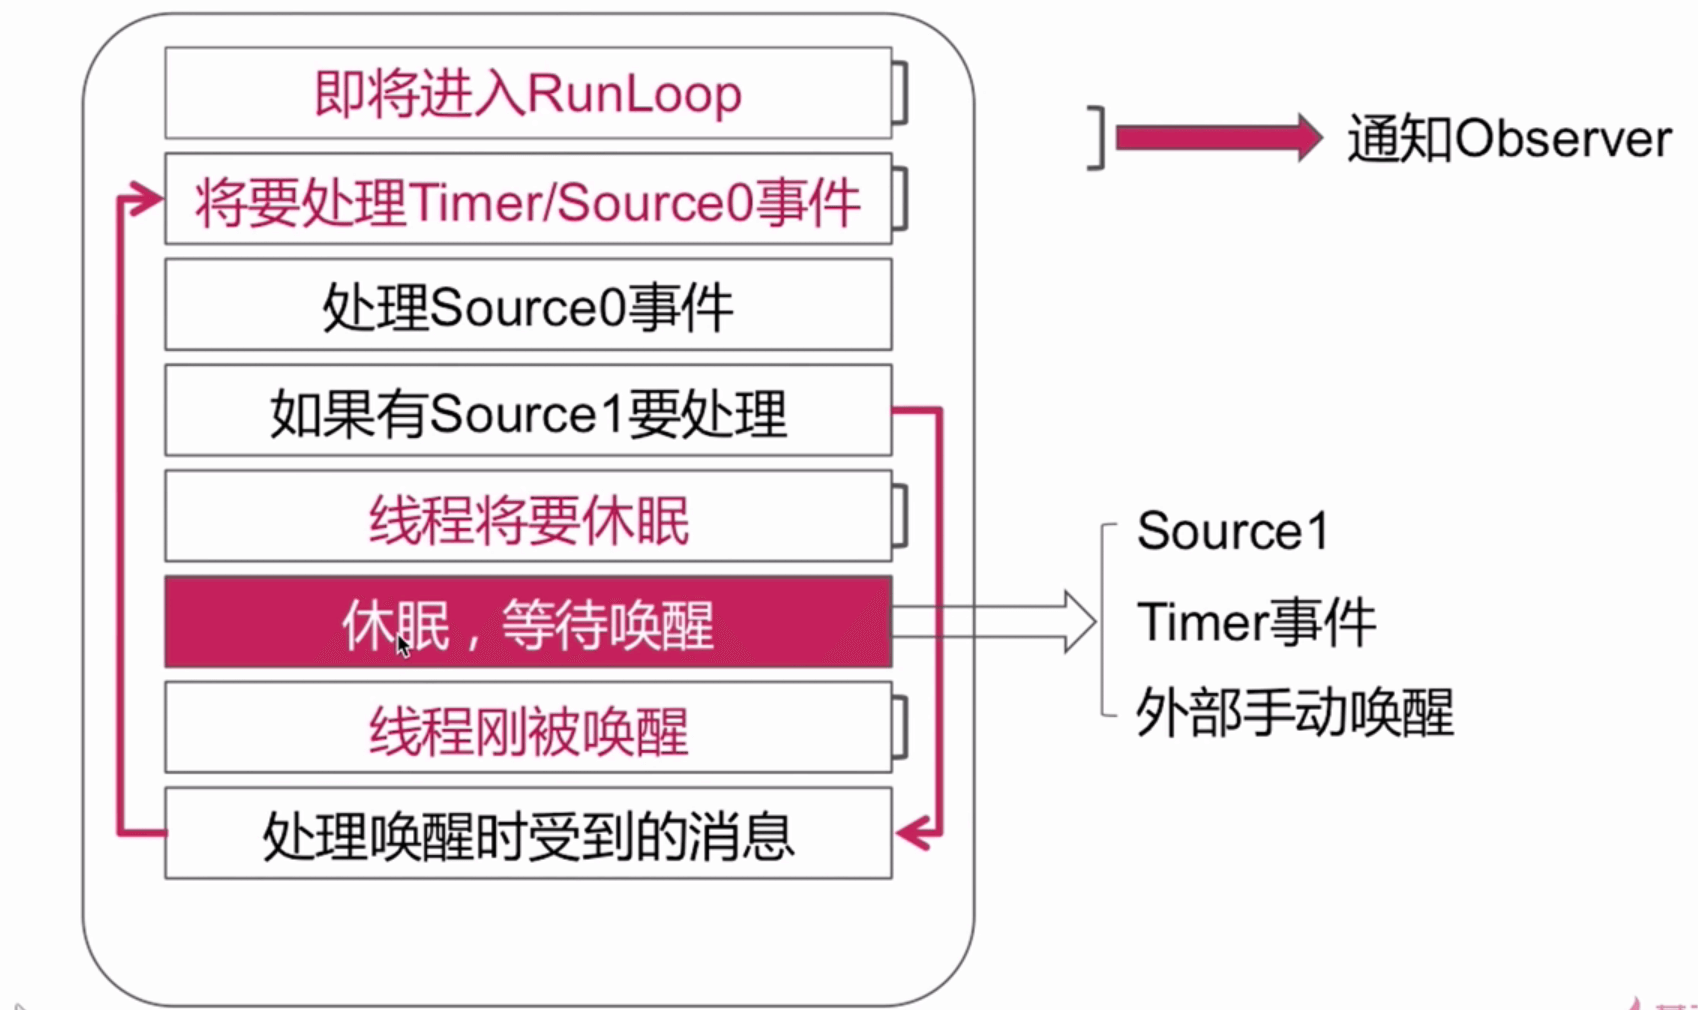 即将进入RunLoop
将要处理Timer/Source0事件
处理Source0事件
如果有Source1要处理
线程将要休眠
休眠，等待唤醒
线程刚被唤醒
处理唤醒时受到的消息
通知Observer
Source1
Timer事件
外部手动唤醒